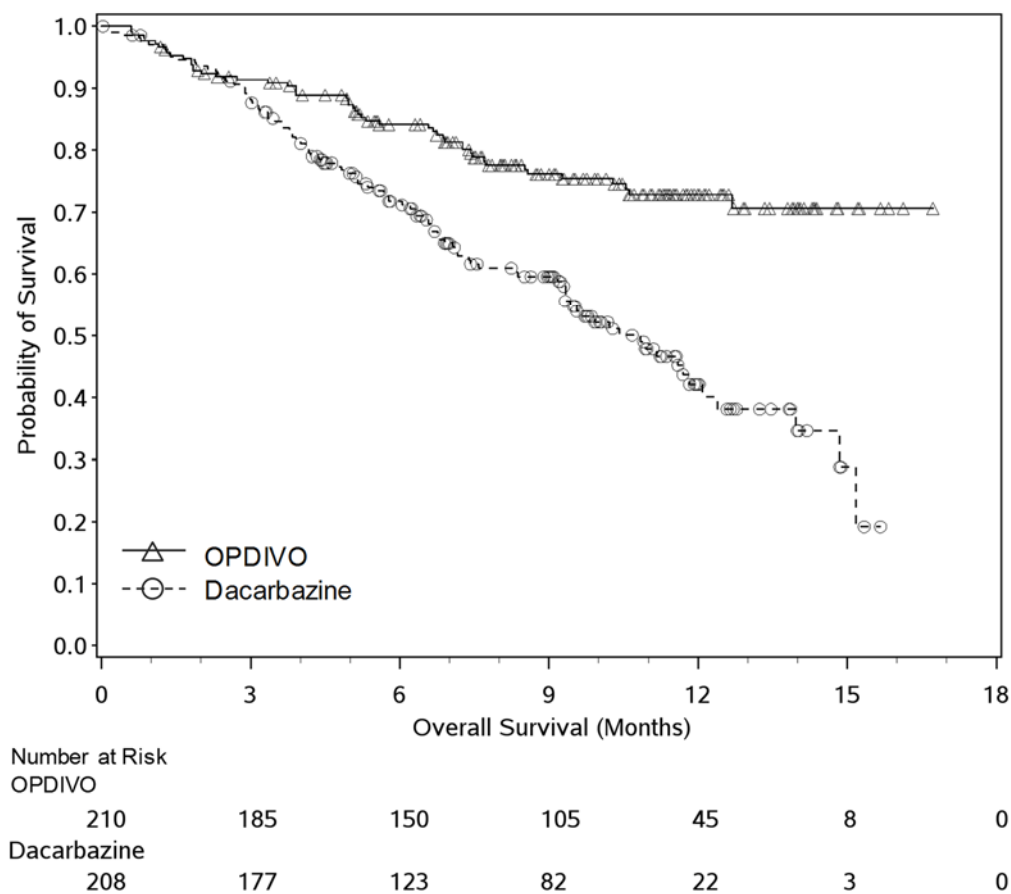 1.0
0.9
0.8
0.7
0.6
0.5
0.4
0.3
0.2
0.1
0.0
Probability of Survival
OPDIVO
Dacarbazine
0 3 6 9 12 15 18
Overall Survival (Months)
Number at Risk
OPDIVO
210 185 150 105 45 8 0
Dacarbazine
208 177 123 82 22 3 0